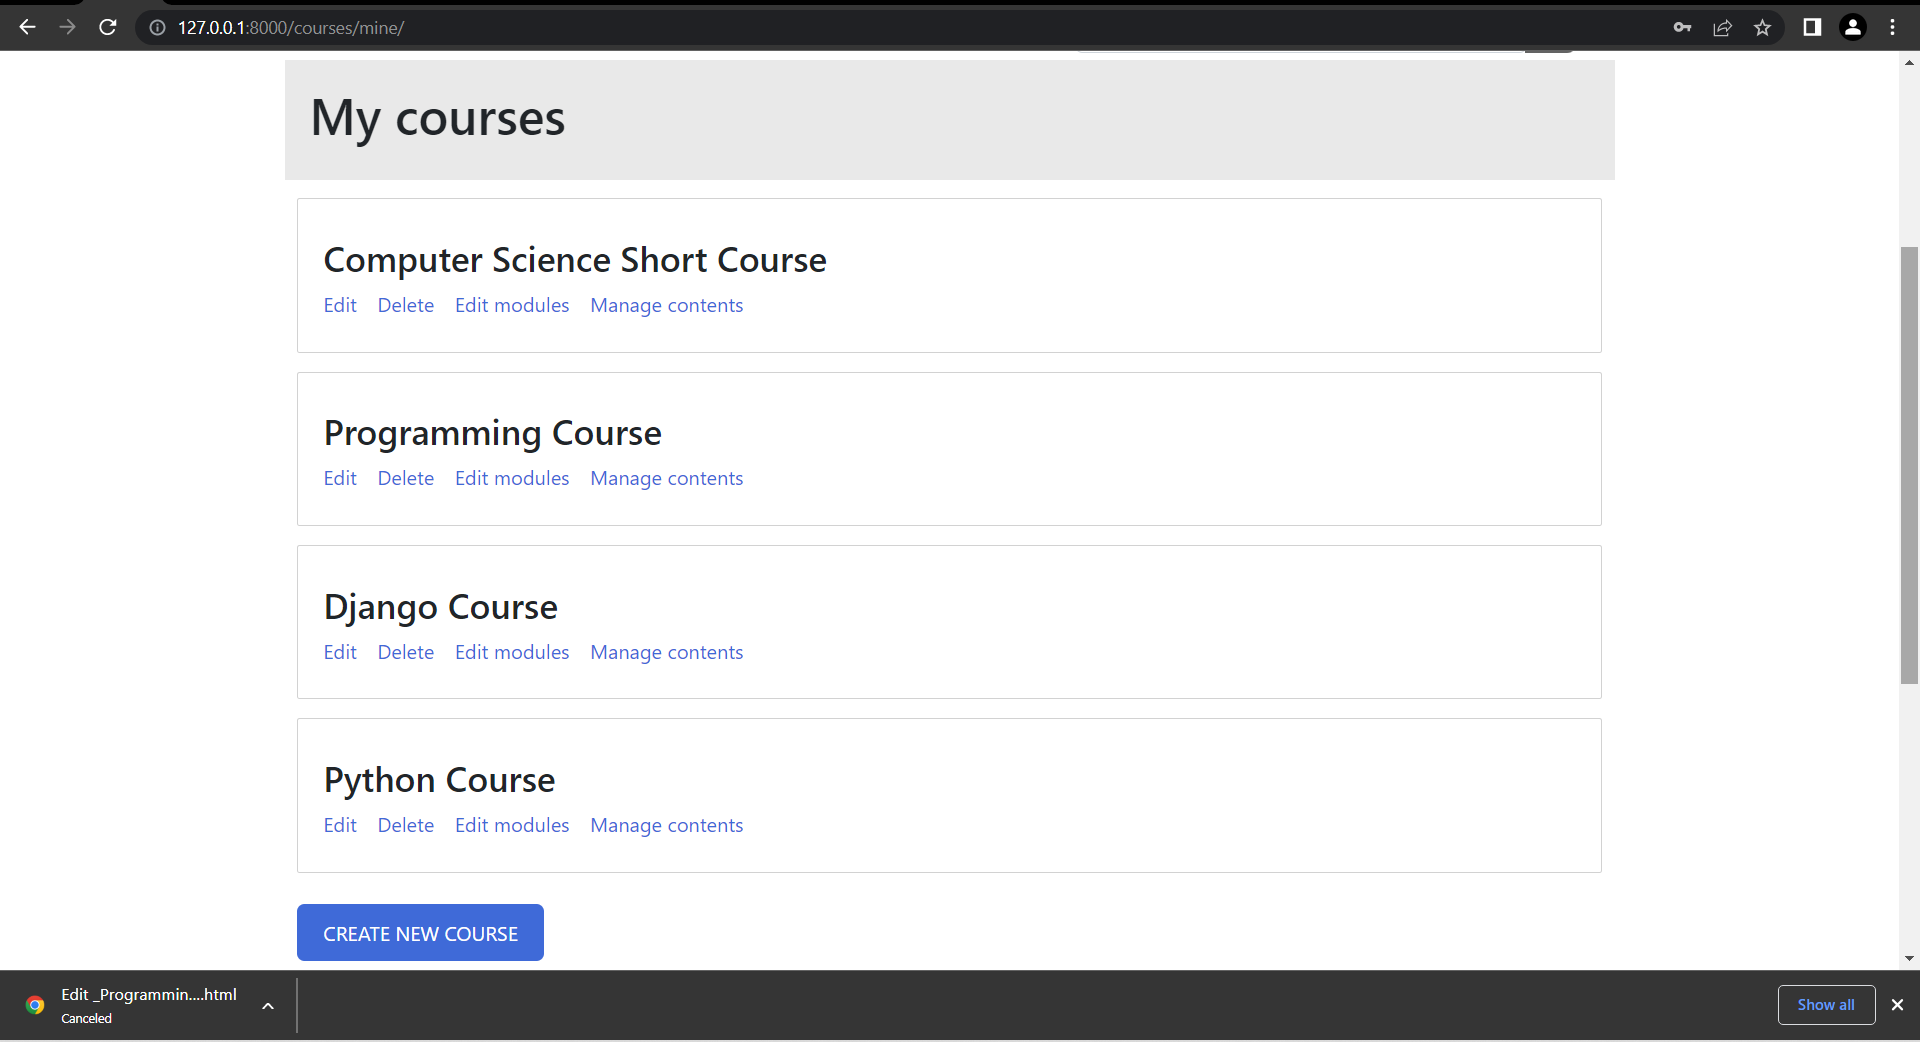 127.0.0.1:8000/courses/mine/
My courses
Computer Science Short Course
Edit Delete Edit modules Manage contents
Programming Course
Edit Delete Edit modules Manage contents
Django Course
Edit Delete Edit modules Manage contents
Python Course
Edit Delete Edit modules Manage contents
CREATE NEW COURSE
Edit _Programmin....html
Canceled
Show all